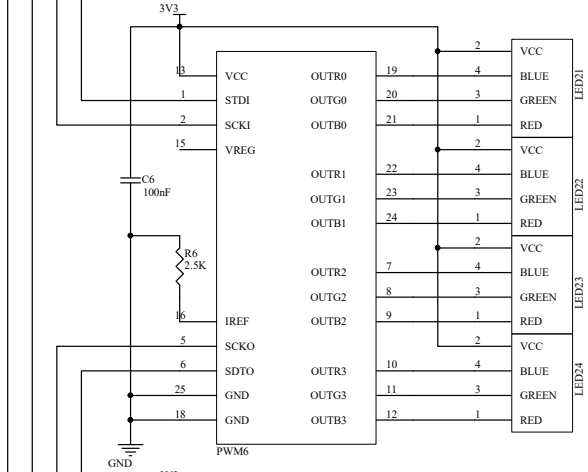 3V3
13 VCC OUTR0 19 4 BLUE
2 VCC
1 STDI OUTG0 20 3 GREEN
2 SCKI OUTB0 21 1 RED
LED21
15 VREG 2 VCC
C6
100nF
OUTR1 22 4 BLUE
OUTG1 23 3 GREEN
OUTB1 24 1 RED
LED22
2 VCC
R6
2.5K
OUTR2 7 4 BLUE
OUTG2 8 3 GREEN
16 IREF OUTB2 9 1 RED
LED23
5 SCKO 2 VCC
6 SDTO OUTR3 10 4 BLUE
25 GND OUTG3 11 3 GREEN
18 GND OUTB3 12 1 RED
LED24
PWM6
GND